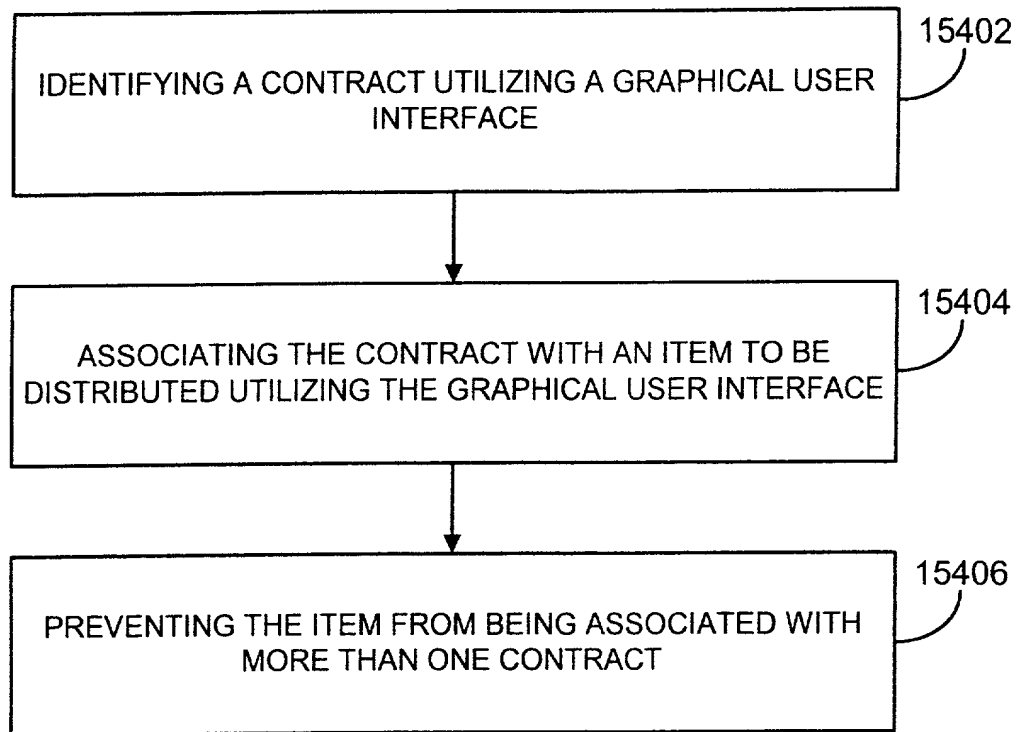 15402
IDENTIFYING A CONTRACT UTILIZING A GRAPHICAL USER
INTERFACE
15404
ASSOCIATING THE CONTRACT WITH AN ITEM TO BE
DISTRIBUTED UTILIZING THE GRAPHICAL USER INTERFACE
15406
PREVENTING THE ITEM FROM BEING ASSOCIATED WITH
MORE THAN ONE CONTRACT